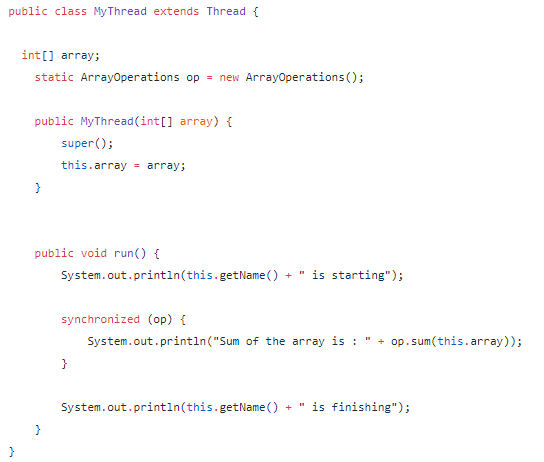 public class MyThread extends Thread {
int[] array;
static ArrayOperations op = new ArrayOperations();
public MyThread(int[] array) {
super();
this.array = array;
}
public void run() {
System.out.println(this.getName() + " is starting");
synchronized (op) {
System.out.println("Sum of the array is : " + op.sum(this.array));
}
System.out.println(this.getName() + " is finishing");
}
}